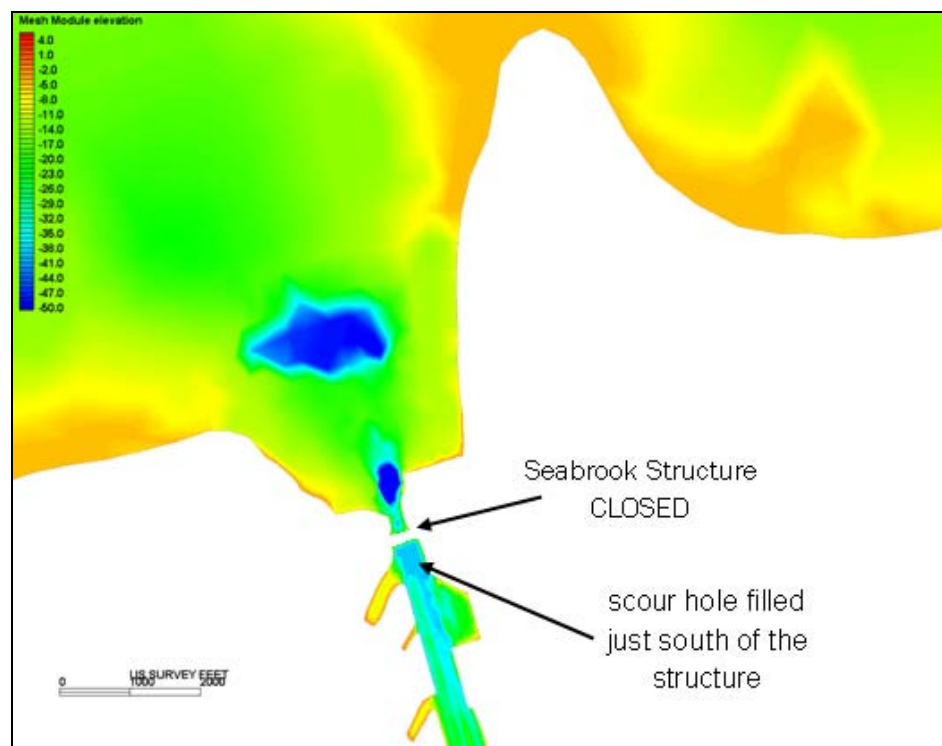 Mesh Module elevation
4.0
1.0
-2.0
-5.0
-8.0
-11.0
-14.0
-17.0
-20.0
-23.0
-26.0
-29.0
-32.0
-35.0
-38.0
-41.0
-44.0
-47.0
-50.0
Seabrook Structure
CLOSED
scour hole filled
just south of the
structure
US SURVEY FEET
0 1000 2000